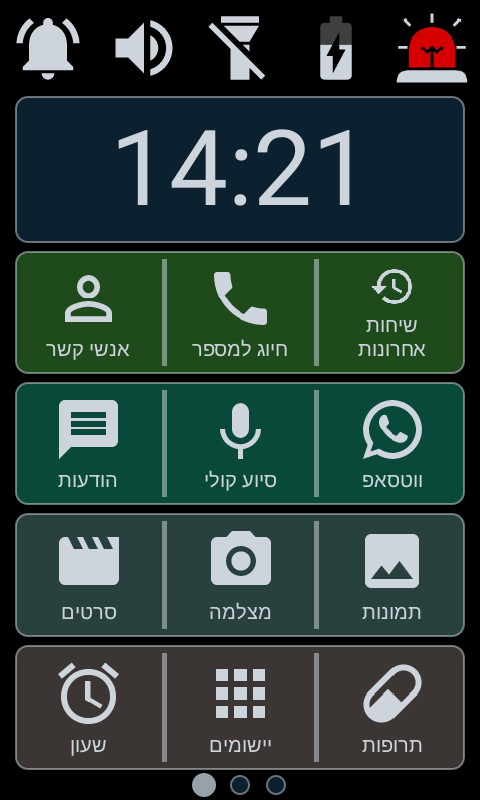 14:21
שיחות
אחרונות
חיוג למספר
אנשי קשר
ווטסאפ
סיוע קולי
הודעות
תמונות
מצלמה
סרטים
תרופות
יישומים
שעון